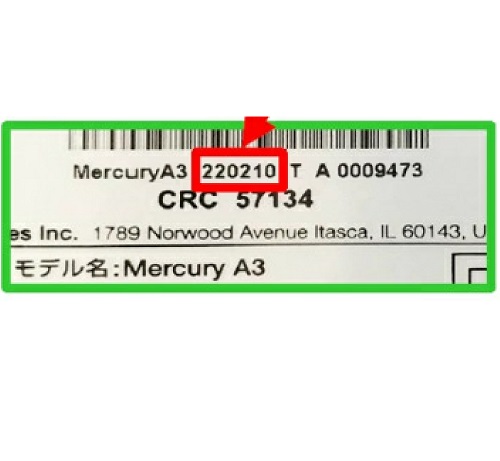 MercuryA3 220210 T A 0009473
CRC 57134
es Inc. 1789 Norwood Avenue Itasca, IL 60143, U
モデル名:Mercury A3